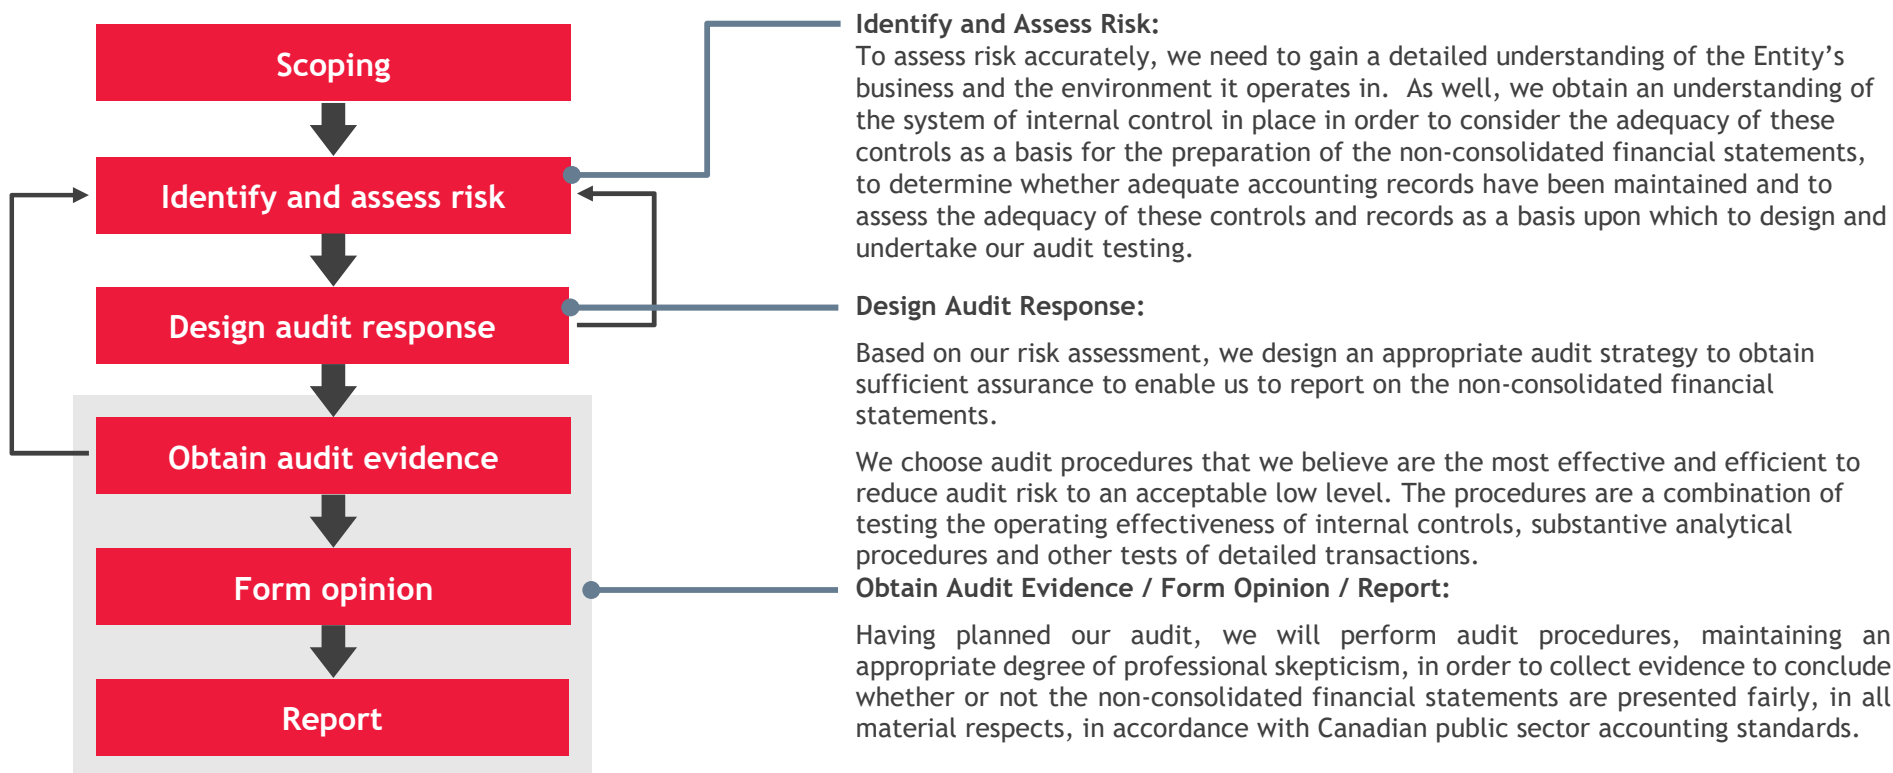 Scoping
Identify and assess risk
Design audit response
Obtain audit evidence
Form opinion
Report
Identify and Assess Risk:
To assess risk accurately, we need to gain a detailed understanding of the Entity’s
business and the environment it operates in.  As well, we obtain an understanding of
the system of internal control in place in order to consider the adequacy of these
controls as a basis for the preparation of the non-consolidated financial statements,
to determine whether adequate accounting records have been maintained and to
assess the adequacy of these controls and records as a basis upon which to design and
undertake our audit testing.
Design Audit Response:
Based on our risk assessment, we design an appropriate audit strategy to obtain
sufficient assurance to enable us to report on the non-consolidated financial
statements.
We choose audit procedures that we believe are the most effective and efficient to
reduce audit risk to an acceptable low level. The procedures are a combination of
testing the operating effectiveness of internal controls, substantive analytical
procedures and other tests of detailed transactions.
Obtain Audit Evidence / Form Opinion / Report:
Having planned our audit, we will perform audit procedures, maintaining an
appropriate degree of professional skepticism, in order to collect evidence to conclude
whether or not the non-consolidated financial statements are presented fairly, in all
material respects, in accordance with Canadian public sector accounting standards.